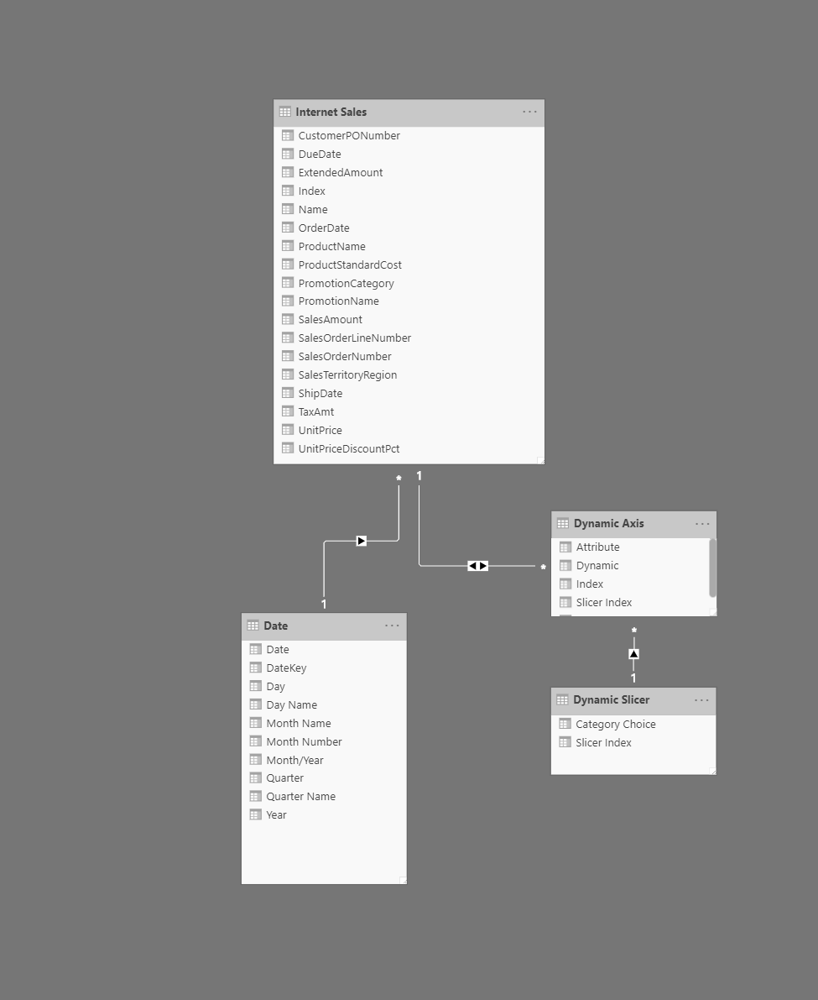 Internet Sales ...
CustomerPONumber
DueDate
ExtendedAmount
Index
Name
OrderDate
ProductName
ProductStandardCost
PromotionCategory
PromotionName
SalesAmount
SalesOrderLineNumber
SalesOrderNumber
SalesTerritoryRegion
ShipDate
TaxAmt
UnitPrice
UnitPriceDiscountPct
* 1
*
1
Dynamic Axis ...
Attribute
Dynamic
Index
Slicer Index
*
1
Date ...
Date
DateKey
Day
Day Name
Month Name
Month Number
Month/Year
Quarter
Quarter Name
Year
Dynamic Slicer ...
Category Choice
Slicer Index